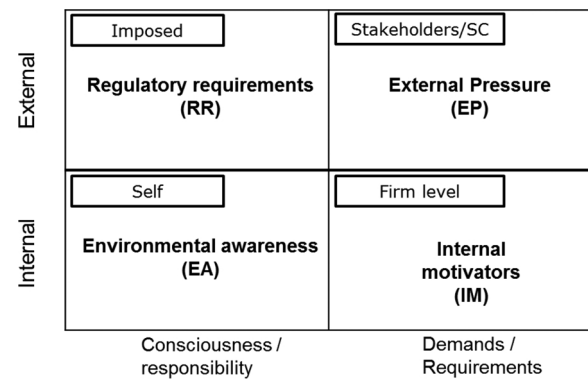 External
Imposed
Regulatory requirements
(RR)
Stakeholders/SC
External Pressure
(EP)
Internal
Self
Environmental awareness
(EA)
Firm level
Internal
motivators
(IM)
Consciousness /
responsibility
Demands /
Requirements